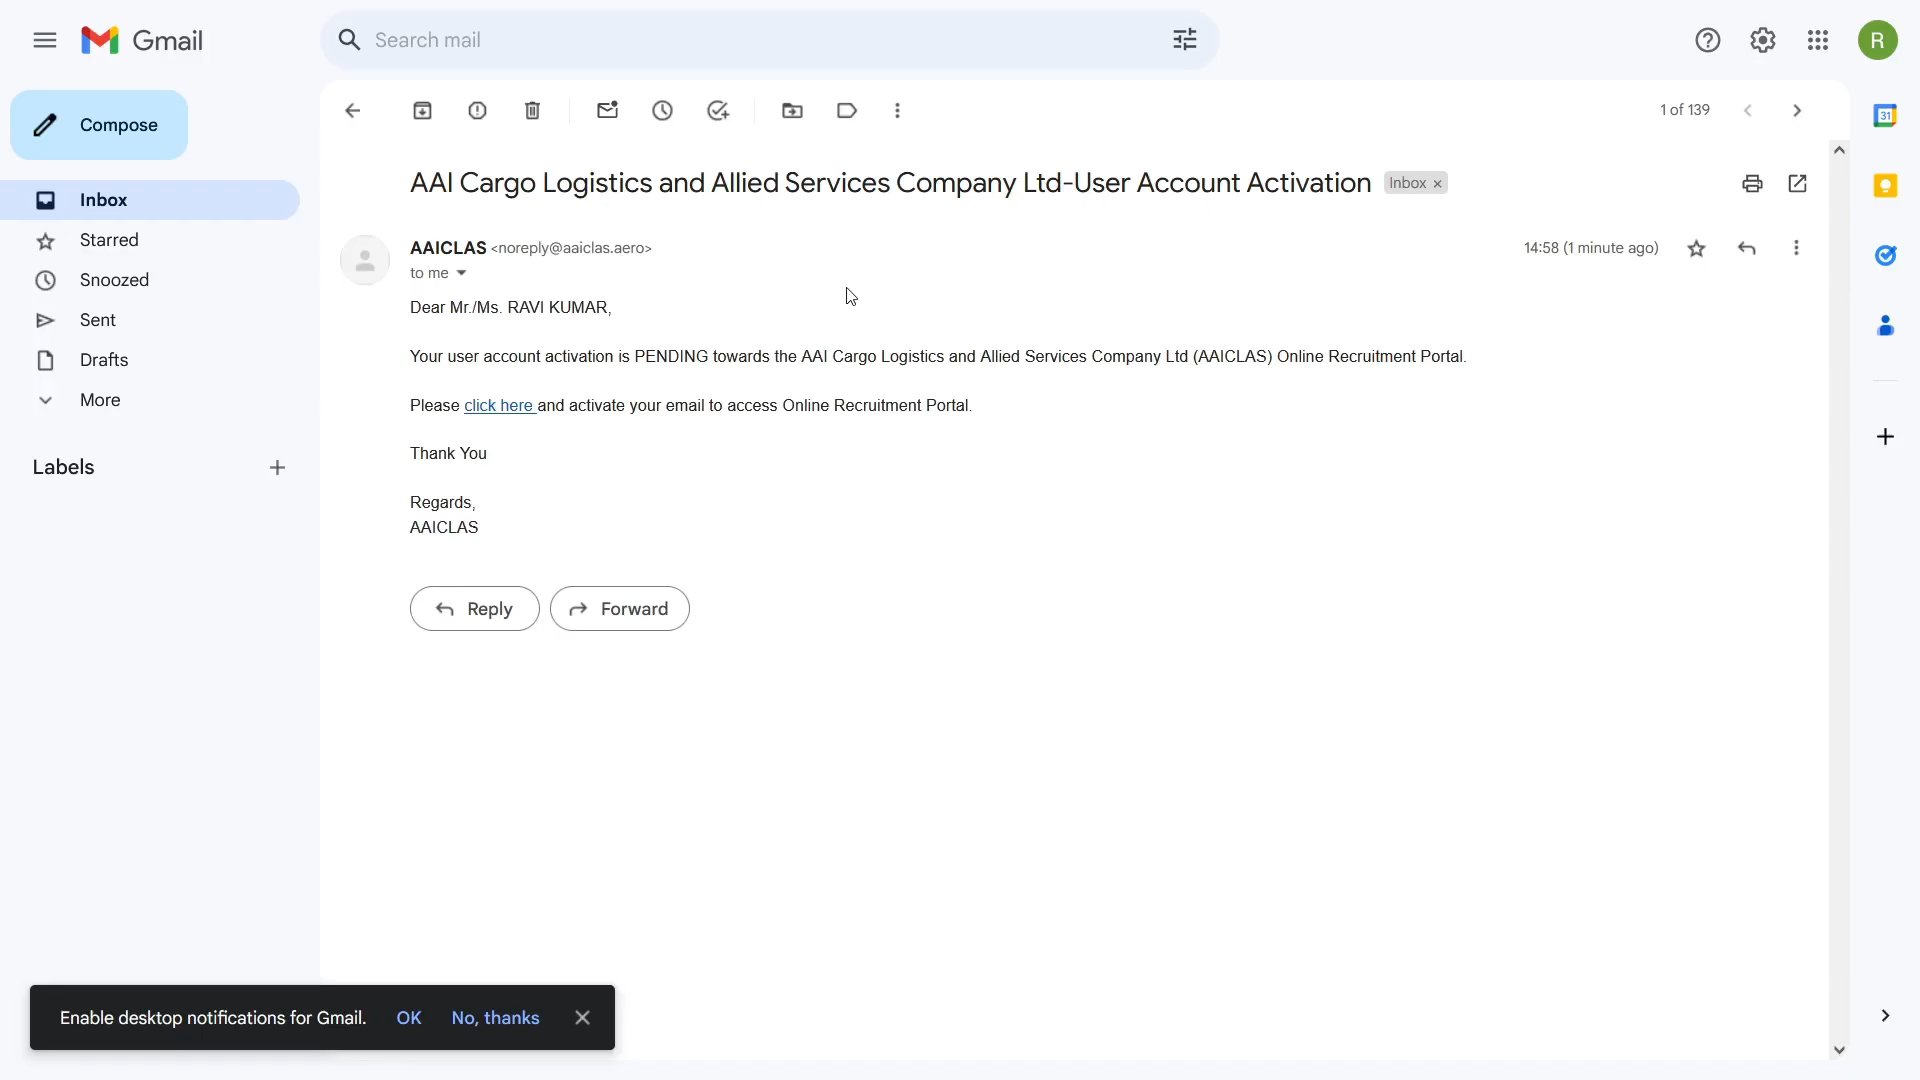 Gmail
Search mail
R
Compose
1 of 139
31
AAI Cargo Logistics and Allied Services Company Ltd-User Account Activation
Inbox ×
Inbox
Starred
Snoozed
Sent
Drafts
More
Labels
AAICLAS <noreply@aaiclas.aero>
14:58 (1 minute ago)
to me
Dear Mr./Ms. RAVI KUMAR,
Your user account activation is PENDING towards the AAI Cargo Logistics and Allied Services Company Ltd (AAICLAS) Online Recruitment Portal.
Please click here and activate your email to access Online Recruitment Portal.
Thank You
Regards,
AAICLAS
Reply
Forward
Enable desktop notifications for Gmail. OK No, thanks